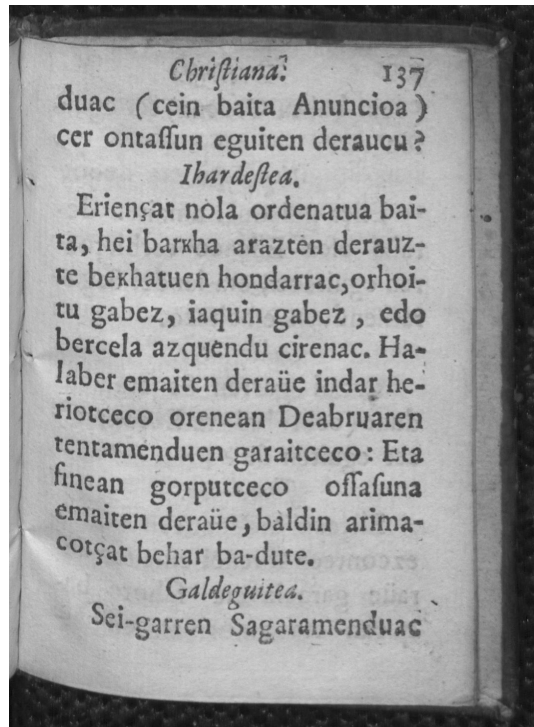 Chriſtiana. 137
duac (cein baita Anuncioa)
cer ontaſſun eguiten deraucu?
Ihardeſtea.
Eriençat nola ordenatua bai-
ta, hei barĸha arazten derauz-
te beĸhatuen hondarrac, orhoi-
tu gabez, iaquin gabez, edo
bercela azquendu cirenac. Ha-
laber emaiten deraüe indar he-
riotceco orenean Deabruaren
tentamenduen garaitceco: Eta
finean gorputceco oſſaſuna
emaiten deraüe, baldin arima-
cotçat behar ba-dute.
Galdeguitea.
Sei-garren Sagaramenduac